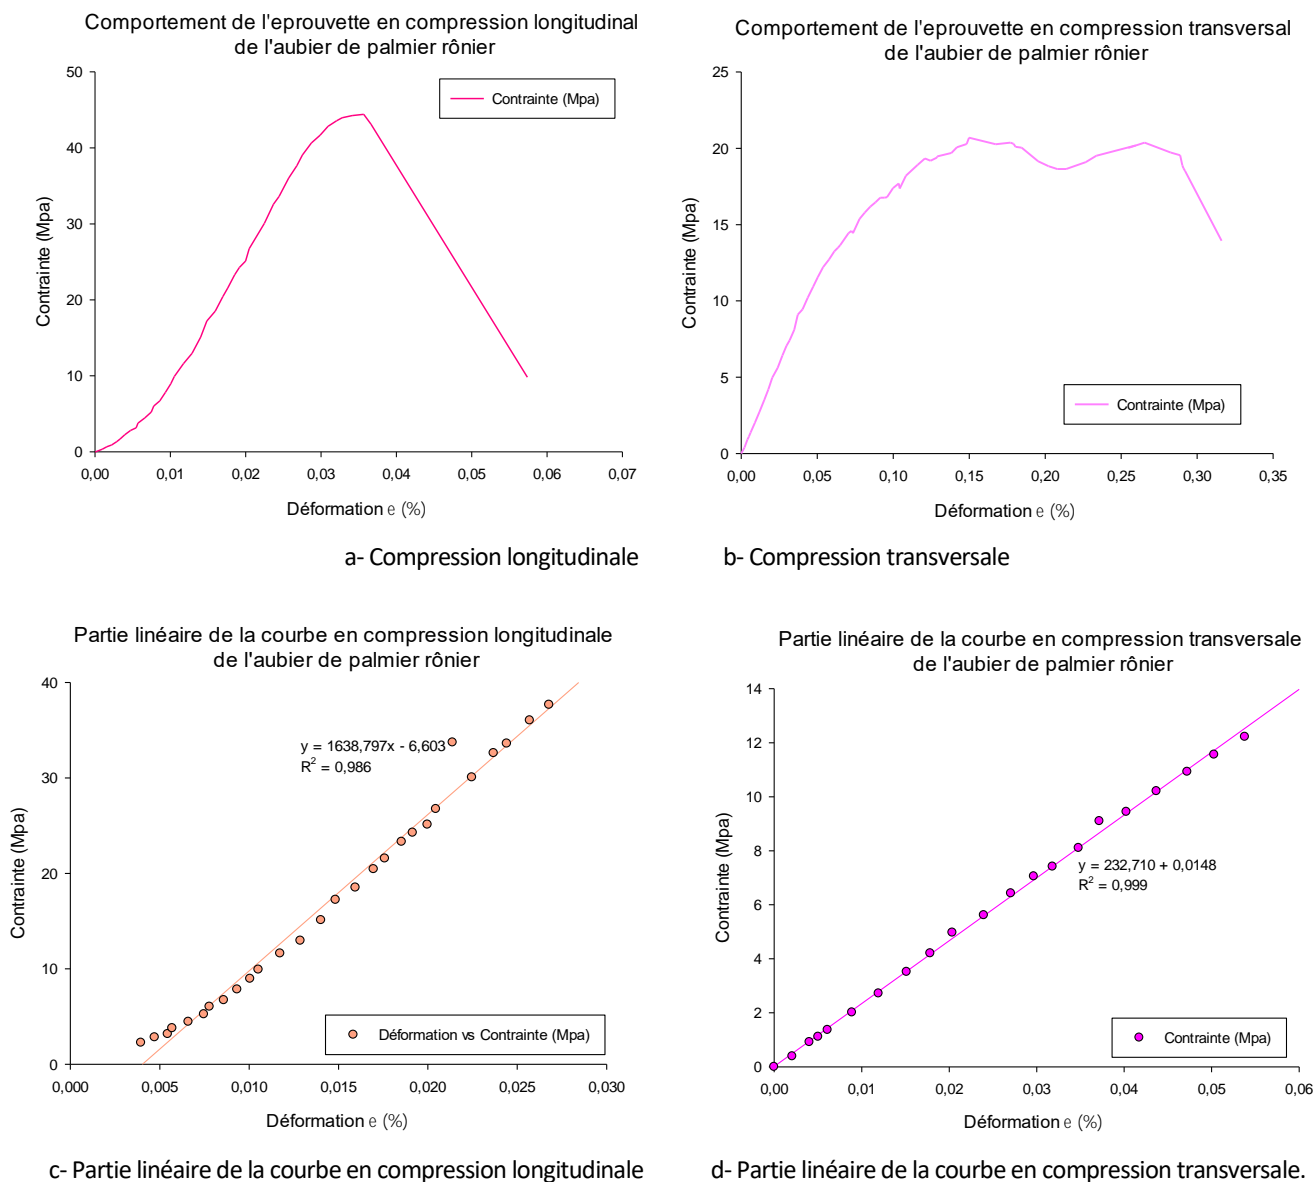 Comportement de l'eprouvette en compression longitudinal
de l'aubier de palmier rônier
Contrainte (Mpa)
50
40
30
20
10
0
0,00 0,01 0,02 0,03 0,04 0,05 0,06 0,07
Déformation e (%)
Contrainte (Mpa)
a- Compression longitudinale
Comportement de l'eprouvette en compression transversal
de l'aubier de palmier rônier
Contrainte (Mpa)
25
20
15
10
5
0
0,00 0,05 0,10 0,15 0,20 0,25 0,30 0,35
Déformation e (%)
Contrainte (Mpa)
b- Compression transversale
Partie linéaire de la courbe en compression longitudinale
de l'aubier de palmier rônier
Contrainte (Mpa)
40
30
20
10
0
y = 1638,797x - 6,603
R² = 0,986
Déformation vs Contrainte (Mpa)
0,000 0,005 0,010 0,015 0,020 0,025 0,030
Déformation e (%)
c- Partie linéaire de la courbe en compression longitudinale
Partie linéaire de la courbe en compression transversale
de l'aubier de palmier rônier
Contrainte (Mpa)
14
12
10
8
6
4
2
0
y = 232,710 + 0,0148
R² = 0,999
Contrainte (Mpa)
0,00 0,01 0,02 0,03 0,04 0,05 0,06
Déformation e (%)
d- Partie linéaire de la courbe en compression transversale.